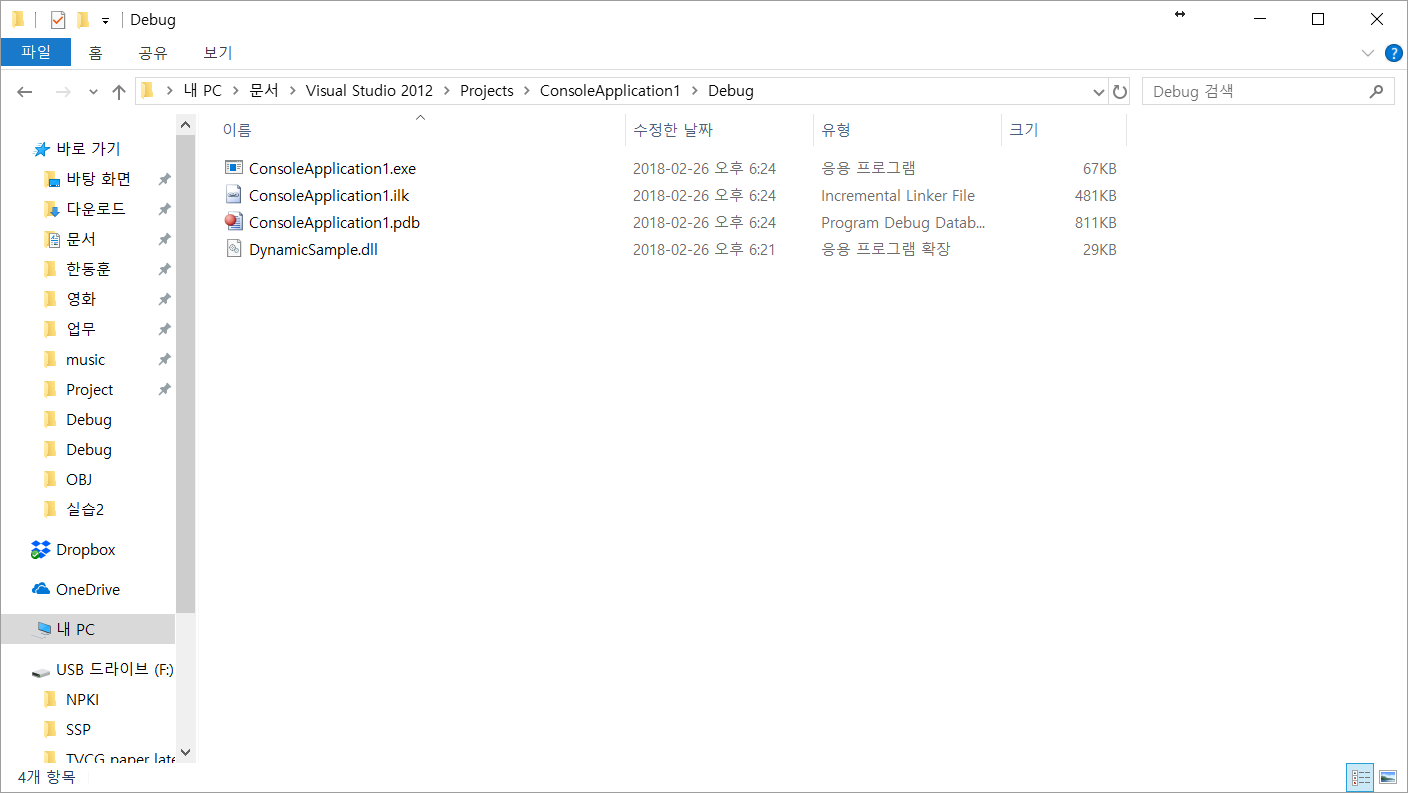 Debug
파일 홈 공유 보기
내 PC 문서 Visual Studio 2012 Projects ConsoleApplication1 Debug Debug 검색
바로 가기
바탕 화면
다운로드
문서
한동훈
영화
업무
music
Project
Debug
Debug
OBJ
실습2
Dropbox
OneDrive
내 PC
USB 드라이브 (F:)
NPKI
SSP
TVCG paper late
이름 수정한 날짜 유형 크기
ConsoleApplication1.exe 2018-02-26 오후 6:24 응용 프로그램 67KB
ConsoleApplication1.ilk 2018-02-26 오후 6:24 Incremental Linker File 481KB
ConsoleApplication1.pdb 2018-02-26 오후 6:24 Program Debug Datab... 811KB
DynamicSample.dll 2018-02-26 오후 6:21 응용 프로그램 확장 29KB
4개 항목